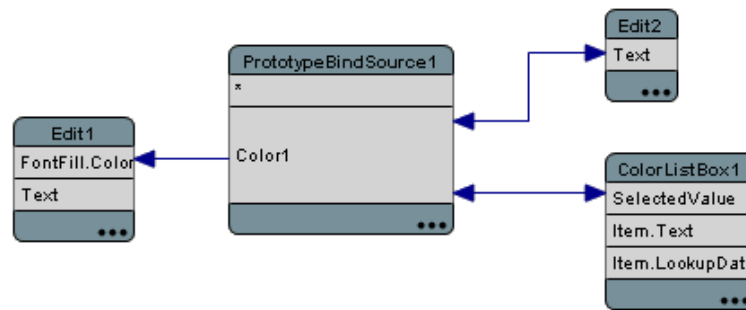 Edit1
FontFill.Color
Text
•••
PrototypeBindSource1
*
Color1
•••
Edit2
Text
•••
ColorListBox1
SelectedValue
Item.Text
Item.LookupDat
•••